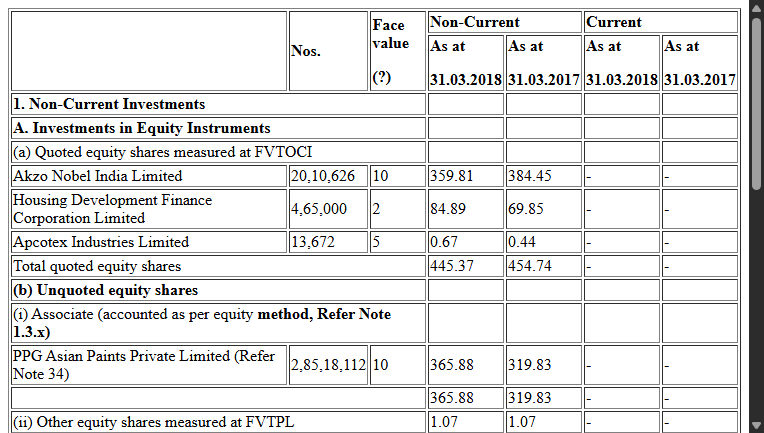 Nos. Face value (?) Non-Current Current
As at 31.03.2018 As at 31.03.2017 As at 31.03.2018 As at 31.03.2017
1. Non-Current Investments
A. Investments in Equity Instruments
(a) Quoted equity shares measured at FVTOCI
Akzo Nobel India Limited 20,10,626 10 359.81 384.45 - -
Housing Development Finance
Corporation Limited 4,65,000 2 84.89 69.85 - -
Apcotex Industries Limited 13,672 5 0.67 0.44 - -
Total quoted equity shares 445.37 454.74 - -
(b) Unquoted equity shares
(i) Associate (accounted as per equity method, Refer Note
1.3.x)
PPG Asian Paints Private Limited (Refer
Note 34) 2,85,18,112 10 365.88 319.83 - -
365.88 319.83 - -
(ii) Other equity shares measured at FVTPL 1.07 1.07 - -